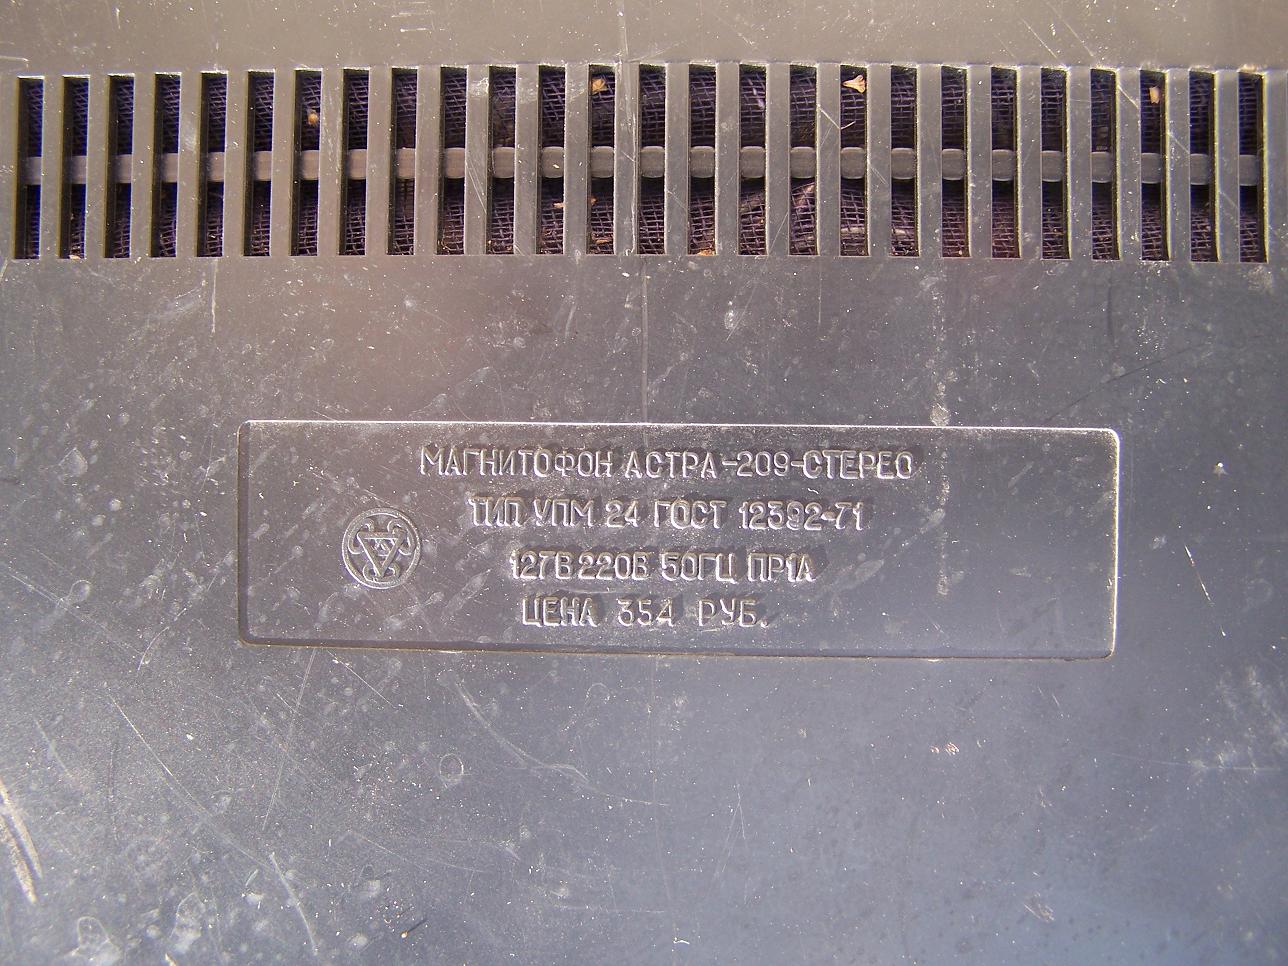 МАГНИТОФОН АСТРА-209-СТЕРЕО
ТИП УПМ 24 ГОСТ 12392-71
127В 220В 50ГЦ ПР1А
ЦЕНА 354 РУБ.